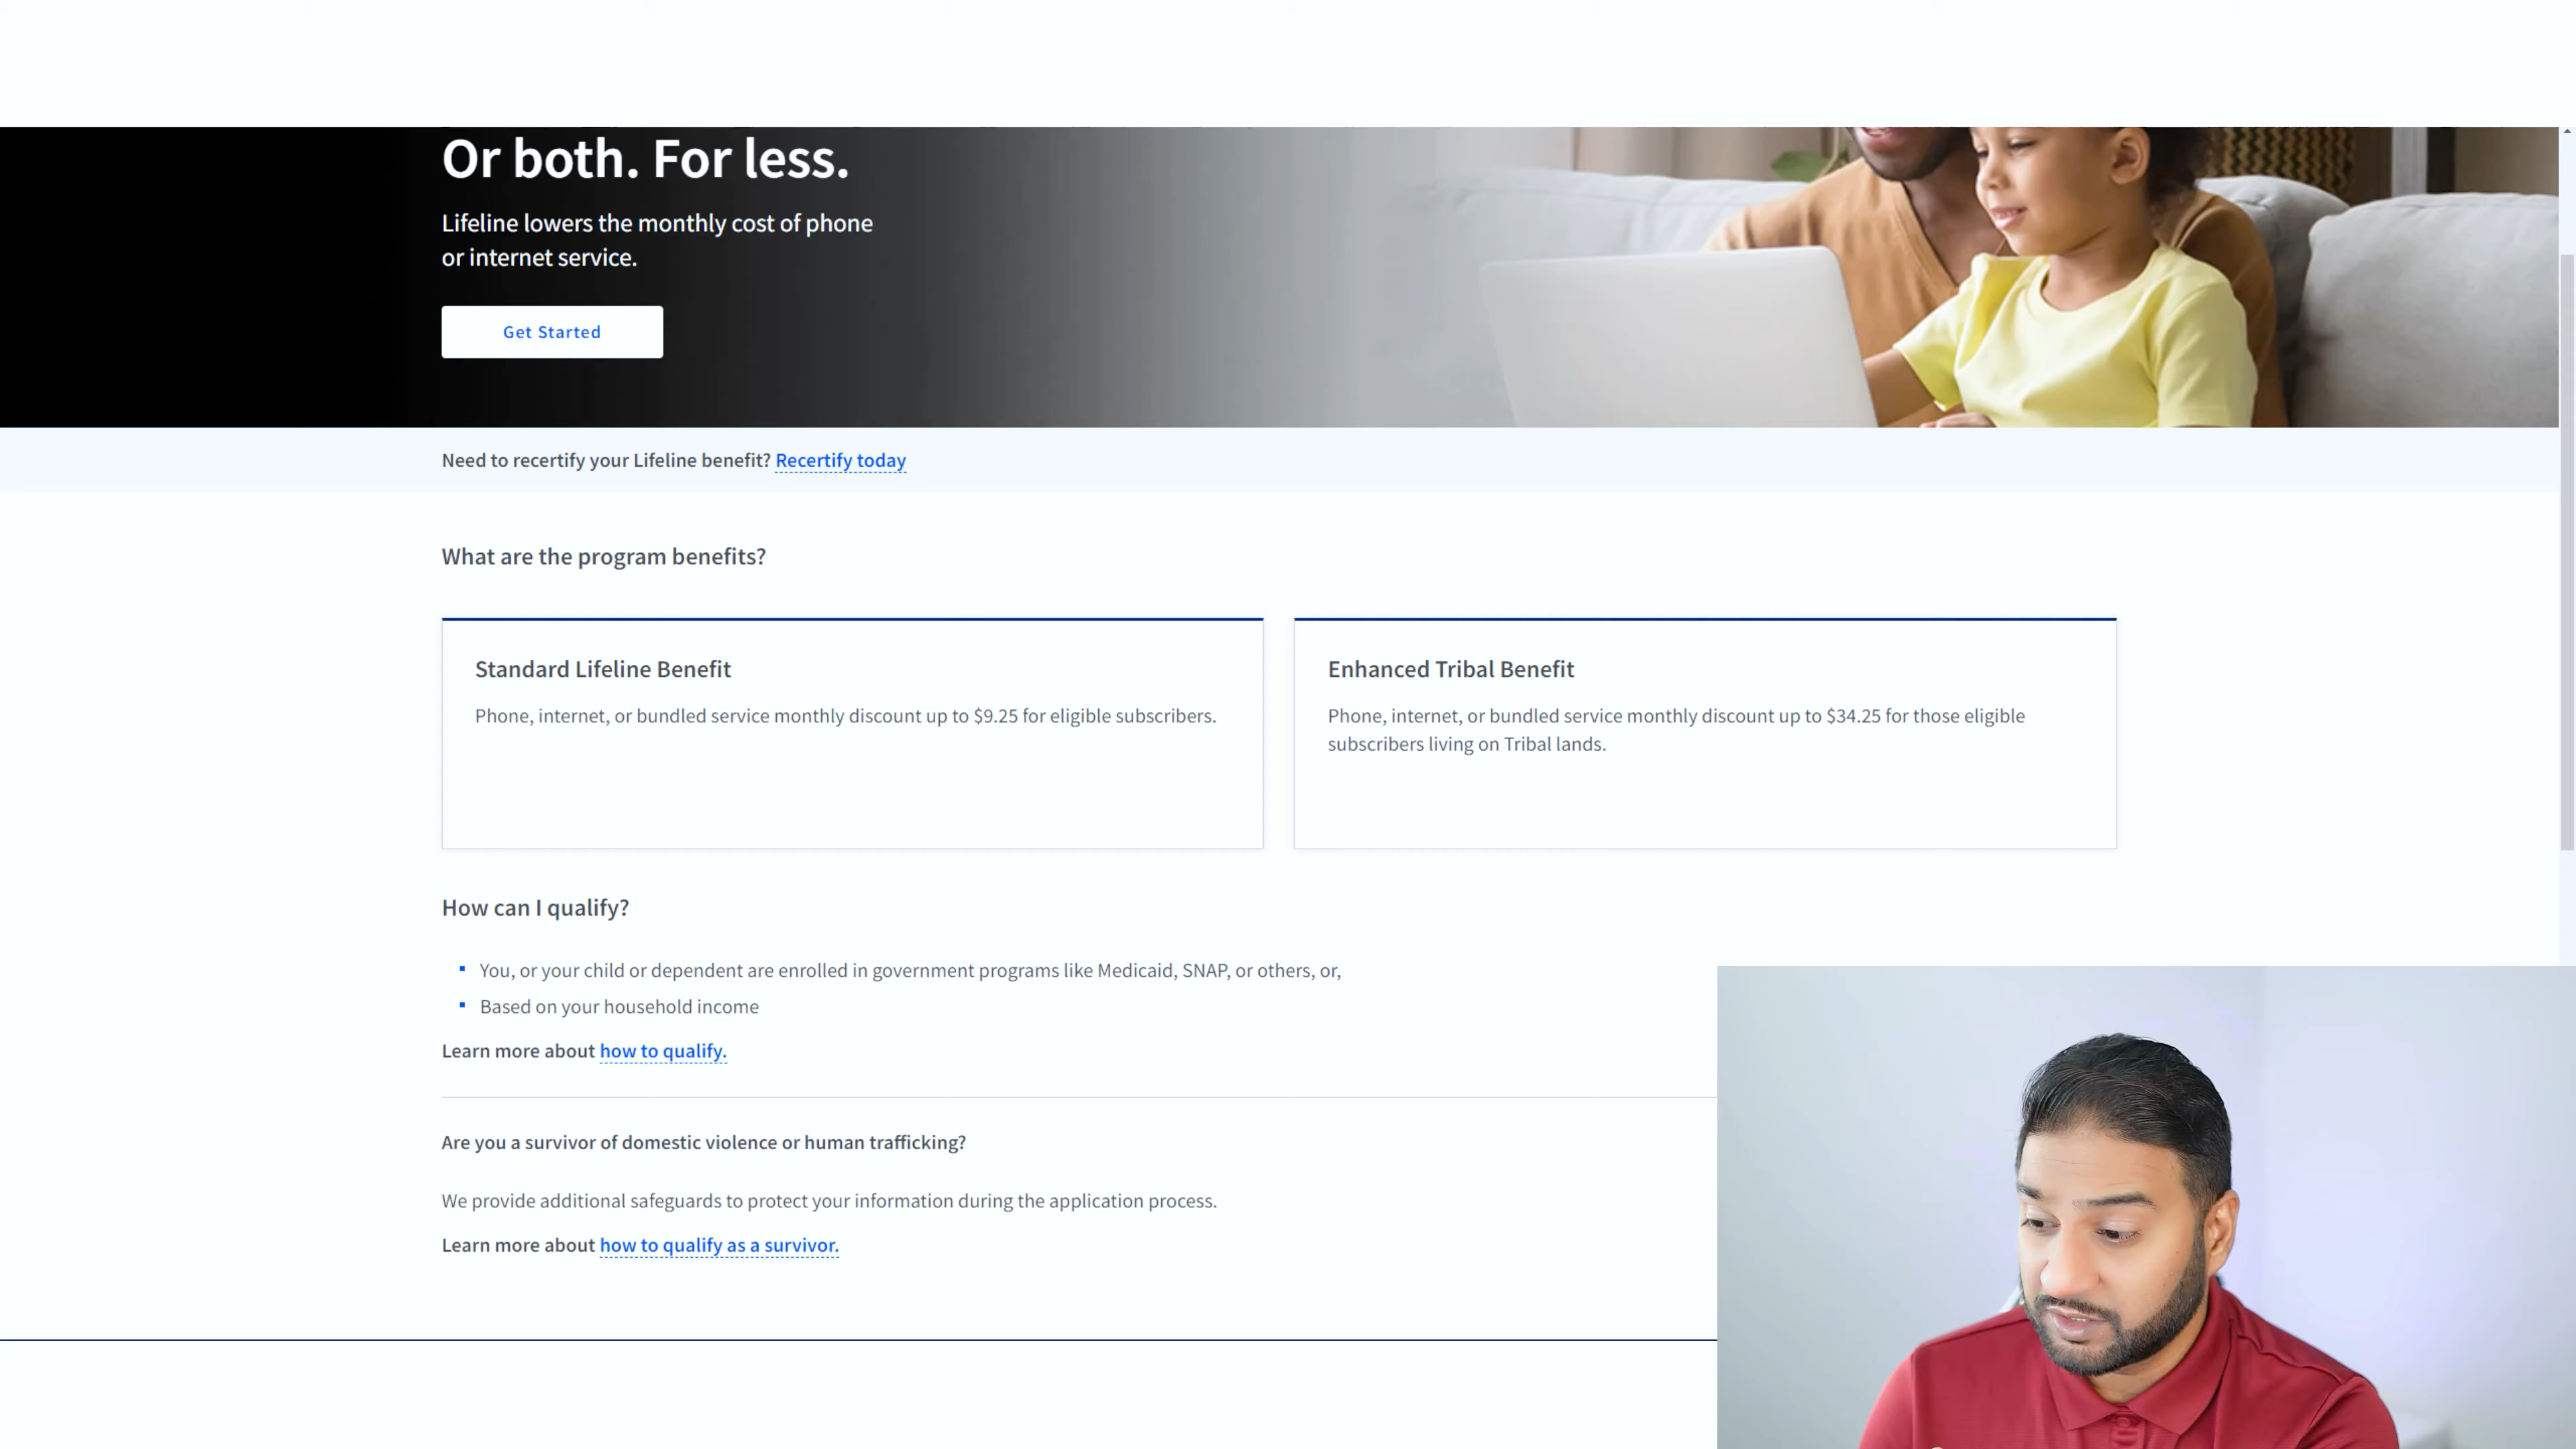 Or both. For less.
Lifeline lowers the monthly cost of phone
or internet service.
Get Started
Need to recertify your Lifeline benefit? Recertify today
What are the program benefits?
Standard Lifeline Benefit
Phone, internet, or bundled service monthly discount up to $9.25 for eligible subscribers.
Enhanced Tribal Benefit
Phone, internet, or bundled service monthly discount up to $34.25 for those eligible
subscribers living on Tribal lands.
How can I qualify?
You, or your child or dependent are enrolled in government programs like Medicaid, SNAP, or others, or,
Based on your household income
Learn more about how to qualify.
Are you a survivor of domestic violence or human trafficking?
We provide additional safeguards to protect your information during the application process.
Learn more about how to qualify as a survivor.